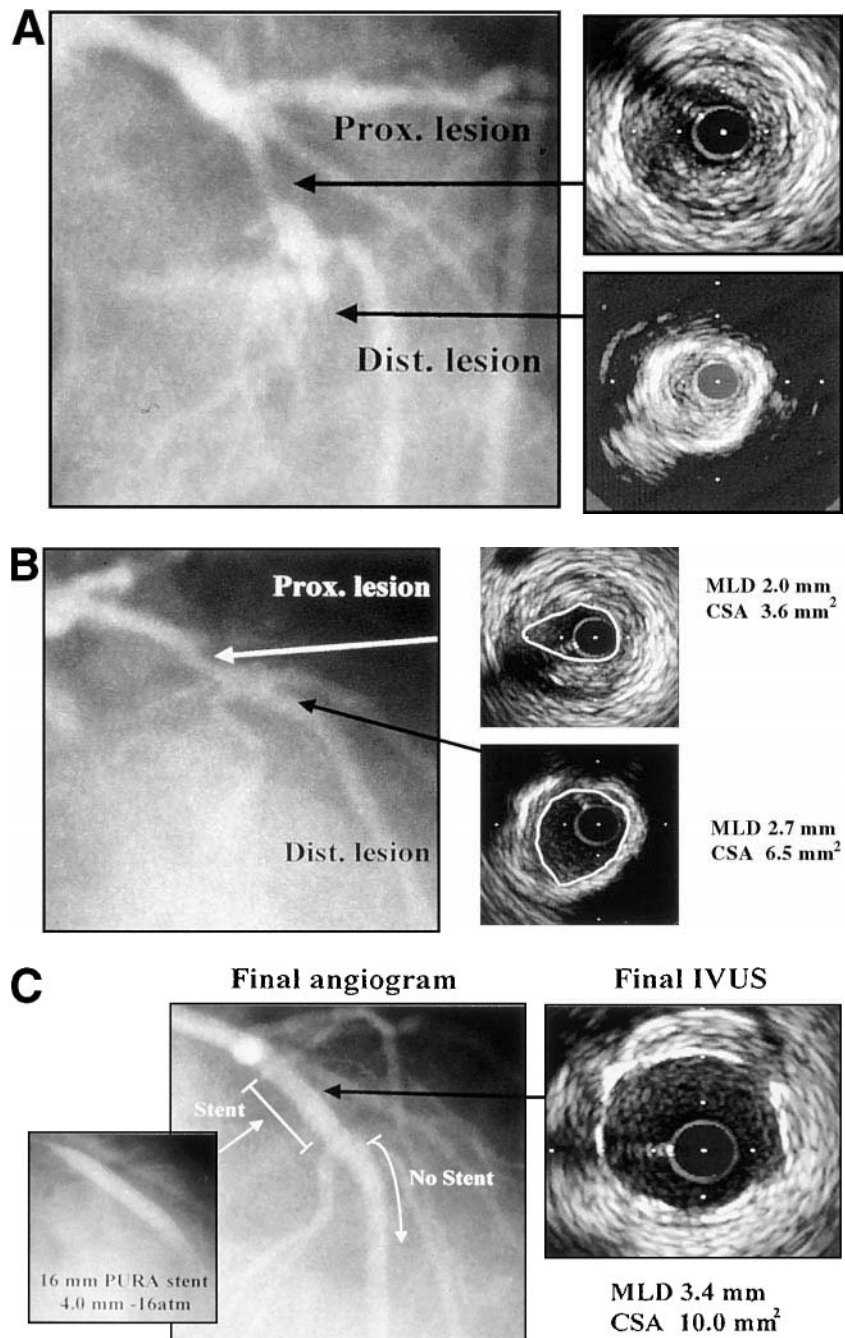 A
Prox. lesion
Dist. lesion
B
Prox. lesion
Dist. lesion
MLD 2.0 mm
CSA 3.6 mm²
MLD 2.7 mm
CSA 6.5 mm²
C
Final angiogram
Final IVUS
Stent
No Stent
16 mm PURA stent
4.0 mm -16atm
MLD 3.4 mm
CSA 10.0 mm²